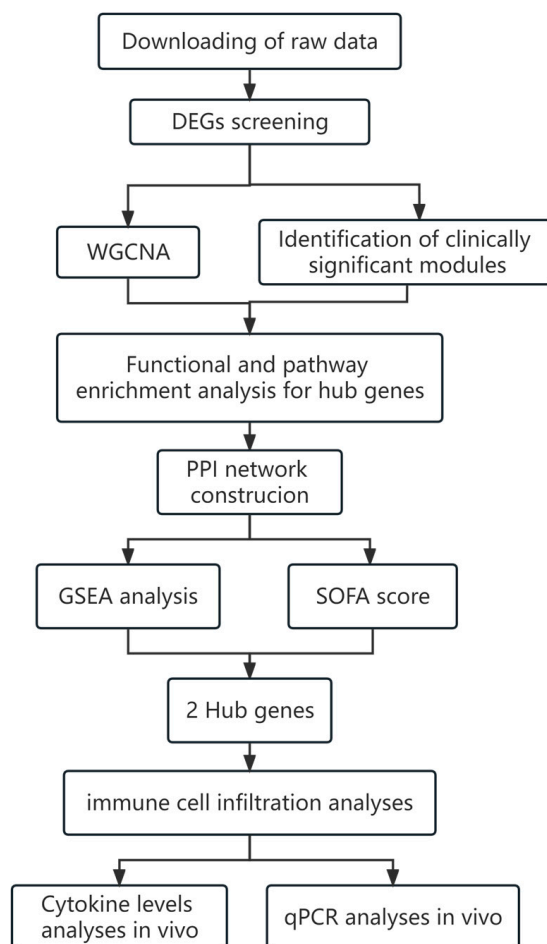 Downloading of raw data
DEGs screening
WGCNA
Identification of clinically
significant modules
Functional and pathway
enrichment analysis for hub genes
PPI network
construcion
GSEA analysis
SOFA score
2 Hub genes
immune cell infiltration analyses
Cytokine levels
analyses in vivo
qPCR analyses in vivo